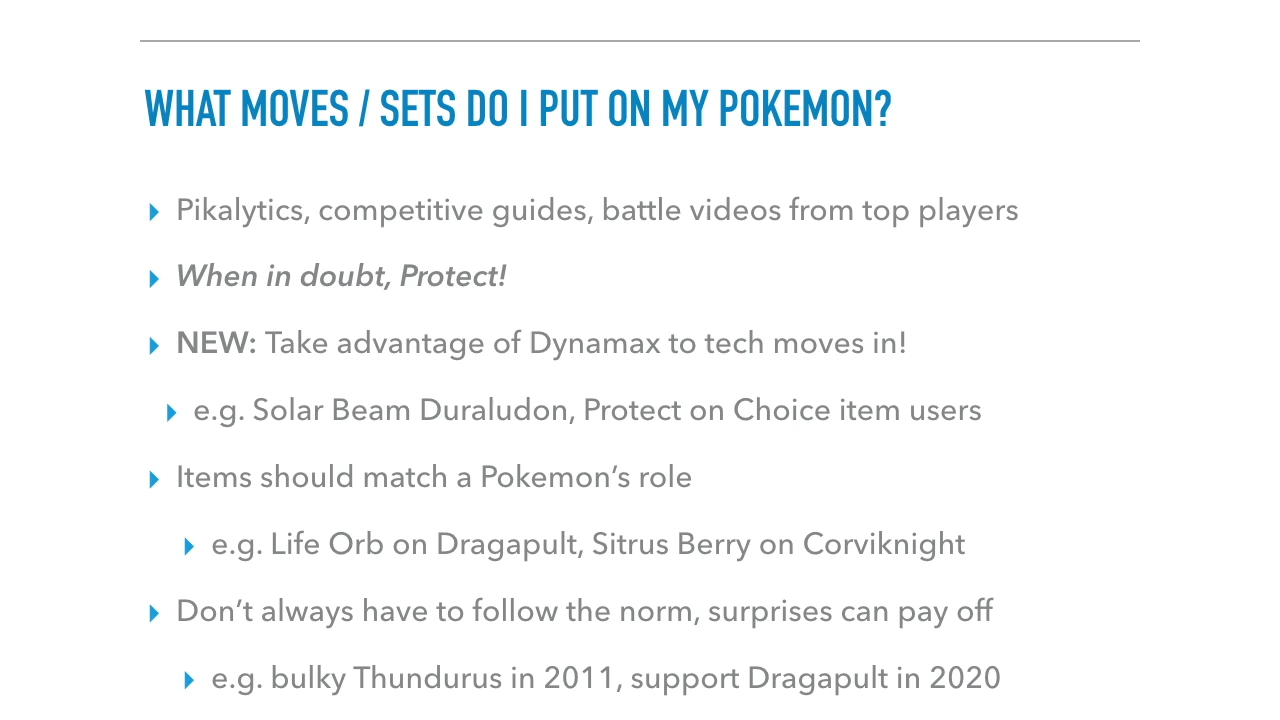 WHAT MOVES / SETS DO I PUT ON MY POKEMON?
Pikalytics, competitive guides, battle videos from top players
When in doubt, Protect!
NEW: Take advantage of Dynamax to tech moves in!
e.g. Solar Beam Duraludon, Protect on Choice item users
Items should match a Pokemon’s role
e.g. Life Orb on Dragapult, Sitrus Berry on Corviknight
Don’t always have to follow the norm, surprises can pay off
e.g. bulky Thundurus in 2011, support Dragapult in 2020